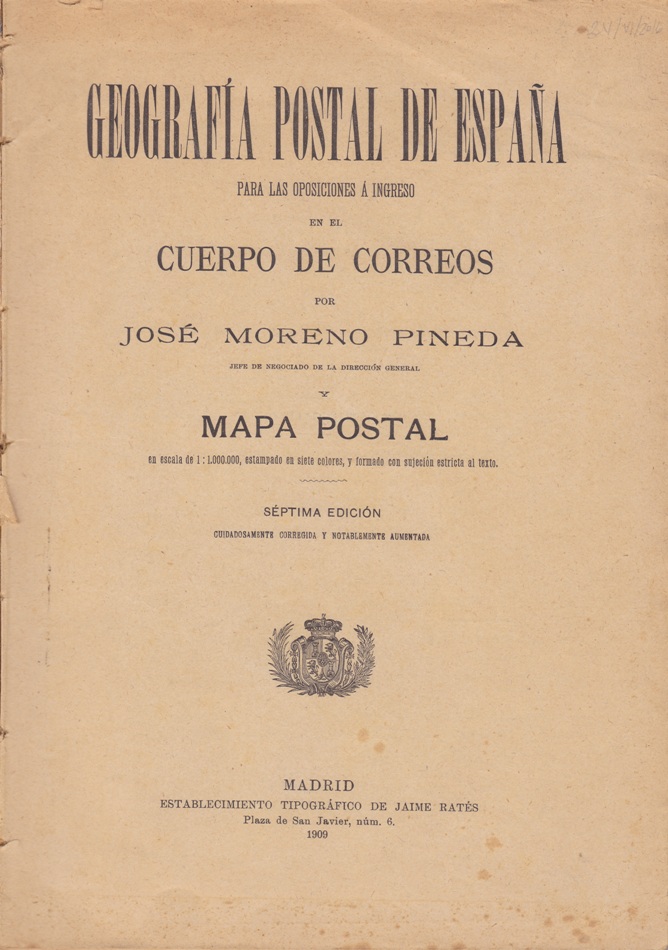 GEOGRAFÍA POSTAL DE ESPAÑA
PARA LAS OPOSICIONES Á INGRESO
EN EL
CUERPO DE CORREOS
POR
JOSÉ MORENO PINEDA
JEFE DE NEGOCIADO DE LA DIRECCIÓN GENERAL
Y
MAPA POSTAL
en escala de 1 : 1.000.000, estampado en siete colores, y formado con sujeción estricta al texto.
SÉPTIMA EDICIÓN
CUIDADOSAMENTE CORREGIDA Y NOTABLEMENTE AUMENTADA
MADRID
ESTABLECIMIENTO TIPOGRÁFICO DE JAIME RATÉS
Plaza de San Javier, núm. 6.
1909